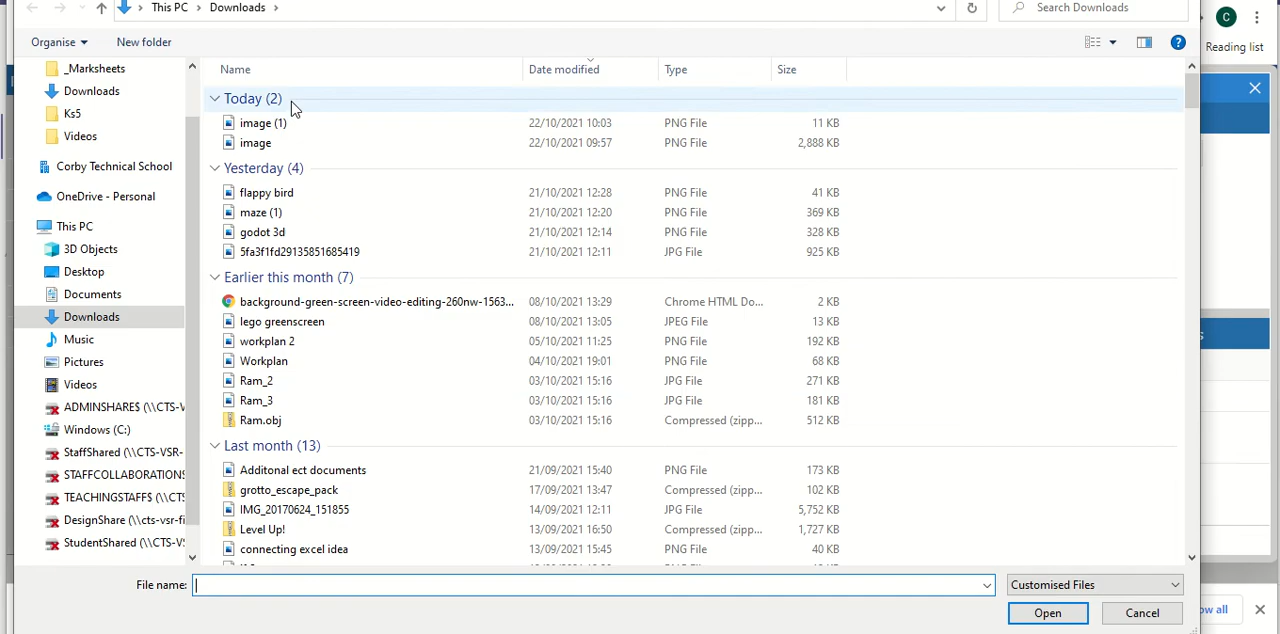 This PC > Downloads >
Search Downloads
C
Organise
New folder
?
Reading list
_Marksheets
Downloads
Ks5
Videos
Corby Technical School
OneDrive - Personal
This PC
3D Objects
Desktop
Documents
Downloads
Music
Pictures
Videos
ADMINSHARE$ (\\CTS-V
Windows (C:)
StaffShared (\\CTS-VSR-
STAFFCOLLABORATIONS
TEACHINGSTAFF$ (\\CTS
DesignShare (\\cts-vsr-fi
StudentShared (\\CTS-VS
Name Date modified Type Size
Today (2)
image (1) 22/10/2021 10:03 PNG File 11 KB
image 22/10/2021 09:57 PNG File 2,888 KB
Yesterday (4)
flappy bird 21/10/2021 12:28 PNG File 41 KB
maze (1) 21/10/2021 12:20 PNG File 369 KB
godot 3d 21/10/2021 12:14 PNG File 328 KB
5fa3f1fd29135851685419 21/10/2021 12:11 JPG File 925 KB
Earlier this month (7)
background-green-screen-video-editing-260nw-1563... 08/10/2021 13:29 Chrome HTML Do... 2 KB
lego greenscreen 08/10/2021 13:05 JPEG File 13 KB
workplan 2 05/10/2021 11:25 PNG File 192 KB
Workplan 04/10/2021 19:01 PNG File 68 KB
Ram_2 03/10/2021 15:16 JPG File 271 KB
Ram_3 03/10/2021 15:16 JPG File 181 KB
Ram.obj 03/10/2021 15:16 Compressed (zipp... 512 KB
Last month (13)
Additonal ect documents 21/09/2021 15:40 PNG File 173 KB
grotto_escape_pack 17/09/2021 13:47 Compressed (zipp... 102 KB
IMG_20170624_151855 14/09/2021 12:11 JPG File 5,752 KB
Level Up! 13/09/2021 16:50 Compressed (zipp... 1,727 KB
connecting excel idea 13/09/2021 15:45 PNG File 40 KB
File name:
Customised Files
Open
Cancel
ow all